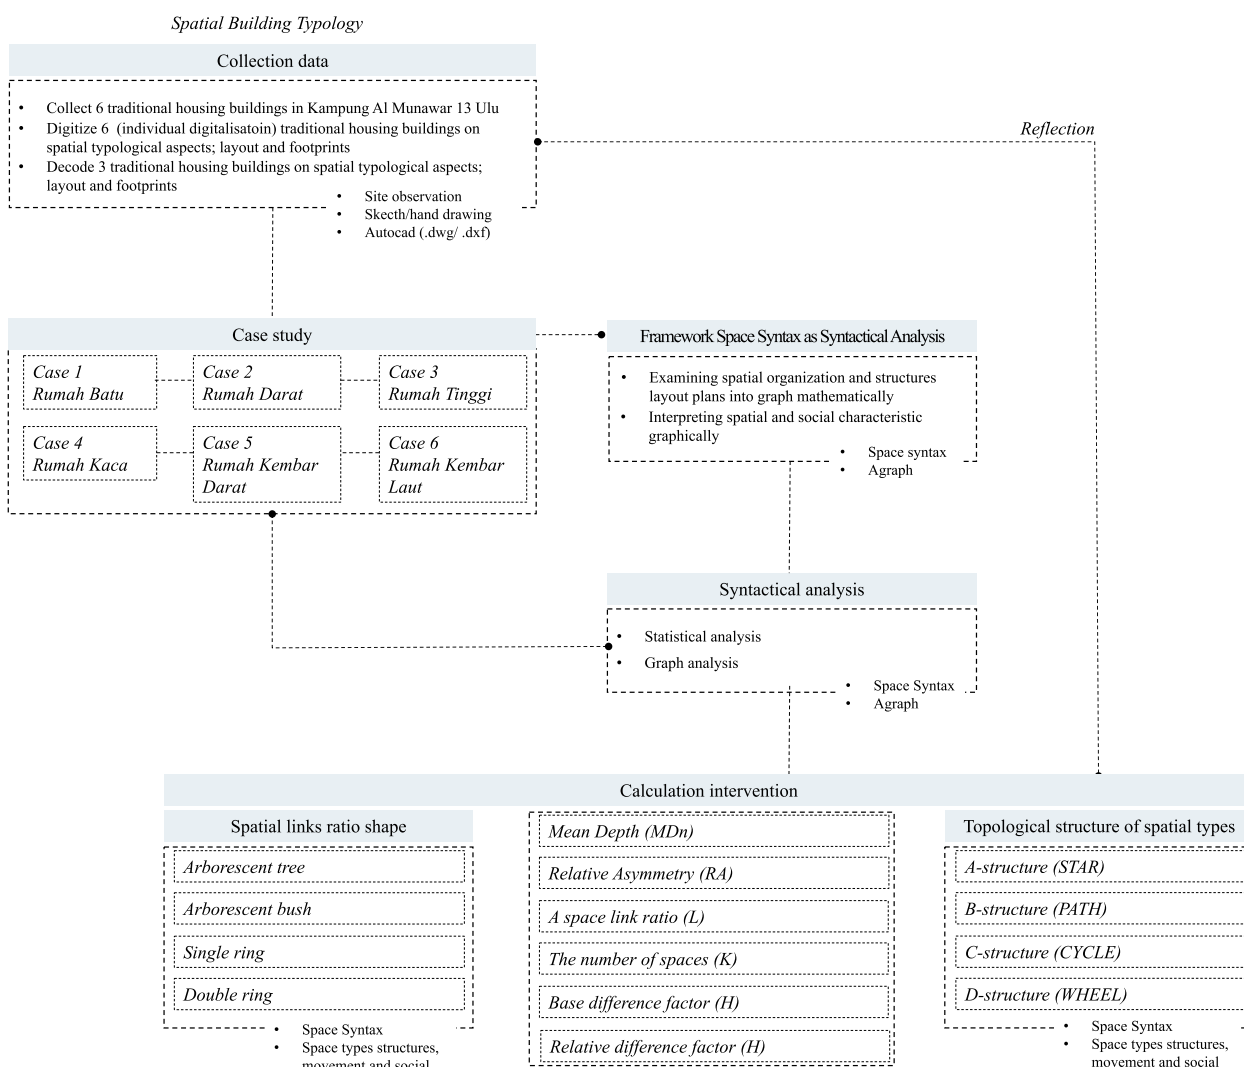 Spatial Building Typology
Collection data
• Collect 6 traditional housing buildings in Kampung Al Munawar 13 Ulu
• Digitize 6 (individual digitalisatoin) traditional housing buildings on
spatial typological aspects; layout and footprints
• Decode 3 traditional housing buildings on spatial typological aspects;
layout and footprints
• Site observation
• Skecth/hand drawing
• Autocad (.dwg/ .dxf)
Reflection
Case study
Case 1
Rumah Batu
Case 2
Rumah Darat
Case 3
Rumah Tinggi
Case 4
Rumah Kaca
Case 5
Rumah Kembar
Darat
Case 6
Rumah Kembar
Laut
Framework Space Syntax as Syntactical Analysis
• Examining spatial organization and structures
layout plans into graph mathematically
• Interpreting spatial and social characteristic
graphically
• Space syntax
• Agraph
Syntactical analysis
• Statistical analysis
• Graph analysis
• Space Syntax
• Agraph
Calculation intervention
Spatial links ratio shape
Arborescent tree
Arborescent bush
Single ring
Double ring
• Space Syntax
• Space types structures,
movement and social
Mean Depth (MDn)
Relative Asymmetry (RA)
A space link ratio (L)
The number of spaces (K)
Base difference factor (H)
Relative difference factor (H)
Topological structure of spatial types
A-structure (STAR)
B-structure (PATH)
C-structure (CYCLE)
D-structure (WHEEL)
• Space Syntax
• Space types structures,
movement and social